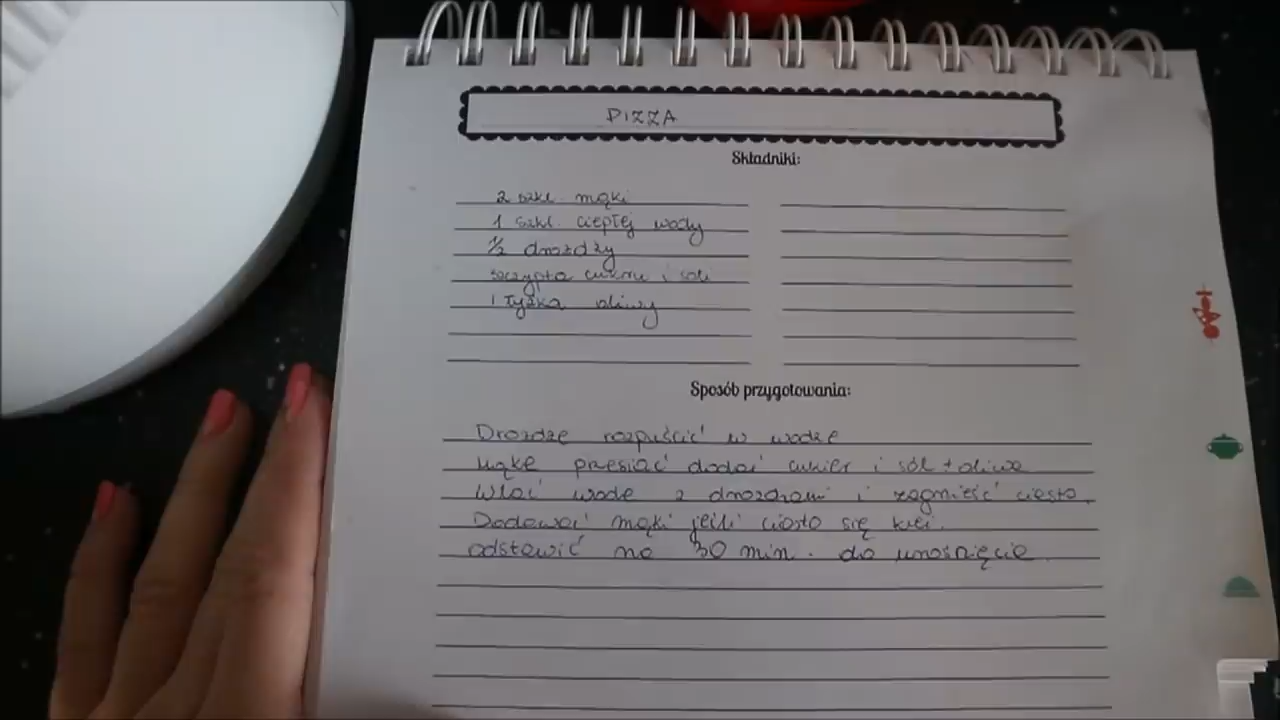 PIZZA
Składniki:
2 szkl. mąki
1 szkl. ciepłej wody
1/2 drożdży
szczypta cukru i soli
1 łyżka oliwy
Sposób przygotowania:
Drożdże rozpuścić w wodzie
Mąkę przesiać dodać cukier i sól + oliwę
Wlać wodę z drożdżami i zagnieść ciasto.
Dodawać mąki jeśli ciasto się klei.
odstawić na 30 min. do urośnięcia.